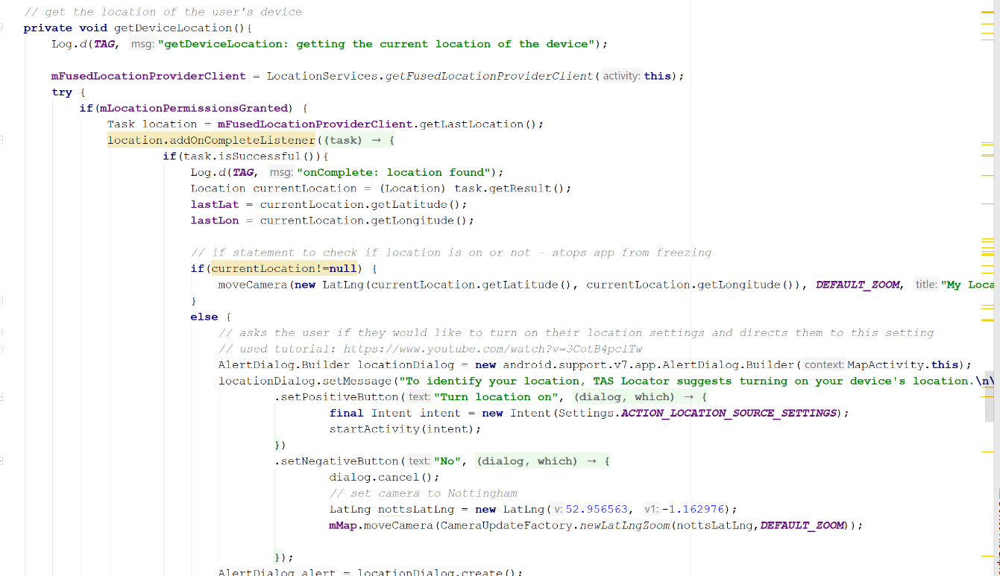 // get the location of the user's device
private void getDeviceLocation(){
Log.d(TAG, msg: "getDeviceLocation: getting the current location of the device");
mFusedLocationProviderClient = LocationServices.getFusedLocationProviderClient( activity: this);
try {
if(mLocationPermissionsGranted) {
Task location = mFusedLocationProviderClient.getLastLocation();
location.addOnCompleteListener((task) → {
if(task.isSuccessful()){
Log.d(TAG, msg: "onComplete: location found");
Location currentLocation = (Location) task.getResult();
lastLat = currentLocation.getLatitude();
lastLon = currentLocation.getLongitude();
// if statement to check if location is on or not - stops app from freezing
if(currentLocation!=null) {
moveCamera(new LatLng(currentLocation.getLatitude(), currentLocation.getLongitude()), DEFAULT_ZOOM, title: "My Loca
}
else {
// asks the user if they would like to turn on their location settings and directs them to this setting
// used tutorial: https://www.youtube.com/watch?v=3CotB4pclTw
AlertDialog.Builder locationDialog = new android.support.v7.app.AlertDialog.Builder( context: MapActivity.this);
locationDialog.setMessage("To identify your location, TAS Locator suggests turning on your device's location.\n\
.setPositiveButton( text: "Turn location on", (dialog, which) → {
final Intent intent = new Intent(Settings.ACTION_LOCATION_SOURCE_SETTINGS);
startActivity(intent);
})
.setNegativeButton( text: "No", (dialog, which) → {
dialog.cancel();
// set camera to Nottingham
LatLng nottsLatLng = new LatLng( v: 52.956563, v1: -1.162976);
mMap.moveCamera(CameraUpdateFactory.newLatLngZoom(nottsLatLng,DEFAULT_ZOOM));
});
AlertDialog alert = locationDialog.create();